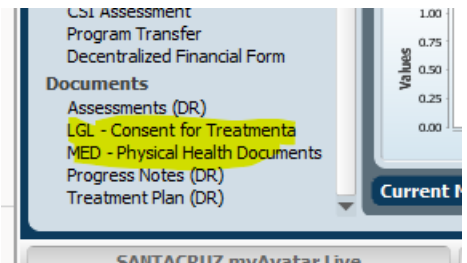 CSI Assessment
Program Transfer
Decentralized Financial Form
Documents
Assessments (DR)
LGL - Consent for Treatmenta
MED - Physical Health Documents
Progress Notes (DR)
Treatment Plan (DR)
1.00
0.75
0.50
0.25
0.00
Values
Current
SANTACRUZ myAvatar Live